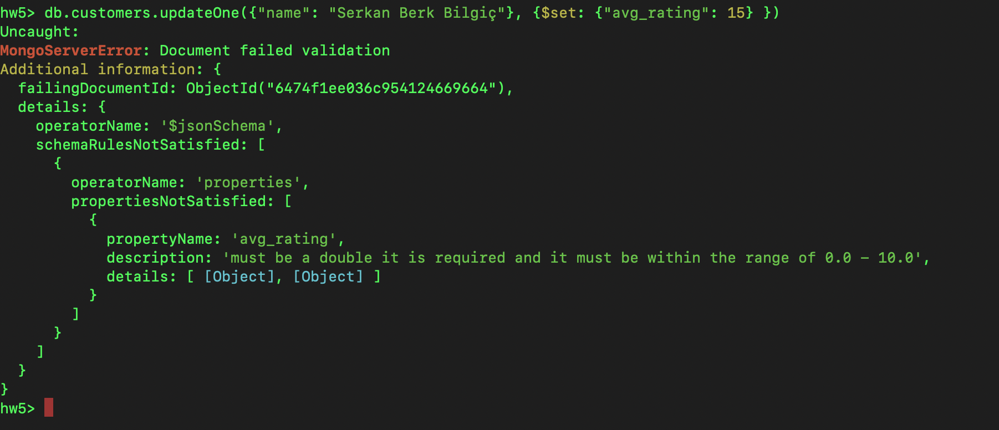 hw5> db.customers.updateOne({"name": "Serkan Berk Bilgiç"}, {$set: {"avg_rating": 15} })
Uncaught:
MongoServerError: Document failed validation
Additional information: {
  failingDocumentId: ObjectId("6474f1ee036c954124669664"),
  details: {
    operatorName: '$jsonSchema',
    schemaRulesNotSatisfied: [
      {
        operatorName: 'properties',
        propertiesNotSatisfied: [
          {
            propertyName: 'avg_rating',
            description: 'must be a double it is required and it must be within the range of 0.0 – 10.0',
            details: [ [Object], [Object] ]
          }
        ]
      }
    ]
  }
}
hw5>